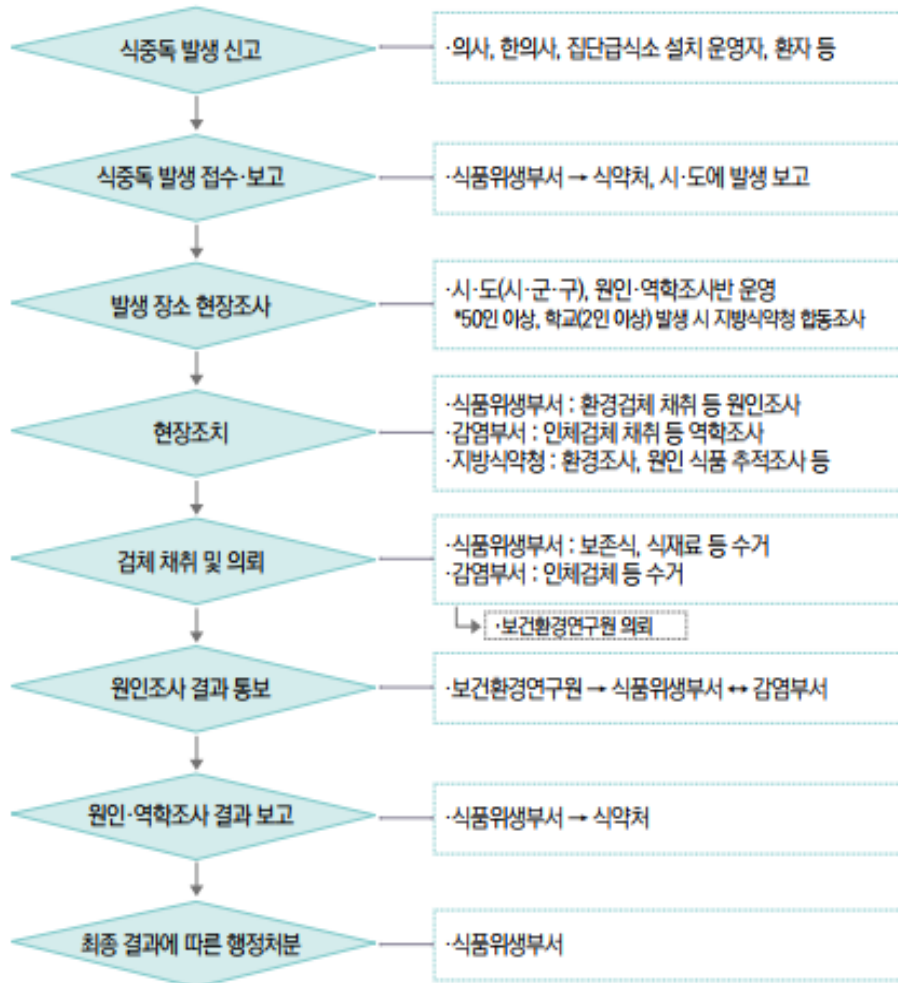 식중독 발생 신고
·의사, 한의사, 집단급식소 설치 운영자, 환자 등
식중독 발생 접수·보고
·식품위생부서 → 식약처, 시·도에 발생 보고
발생 장소 현장조사
·시·도(시·군·구), 원인·역학조사반 운영
*50인 이상, 학교(2인 이상) 발생 시 지방식약청 합동조사
현장조치
·식품위생부서 : 환경검체 채취 등 원인조사
·감염부서 : 인체검체 채취 등 역학조사
·지방식약청 : 환경조사, 원인 식품 추적조사 등
검체 채취 및 의뢰
·식품위생부서 : 보존식, 식재료 등 수거
·감염부서 : 인체검체 등 수거
·보건환경연구원 의뢰
원인조사 결과 통보
·보건환경연구원 → 식품위생부서 ↔ 감염부서
원인·역학조사 결과 보고
·식품위생부서 → 식약처
최종 결과에 따른 행정처분
·식품위생부서